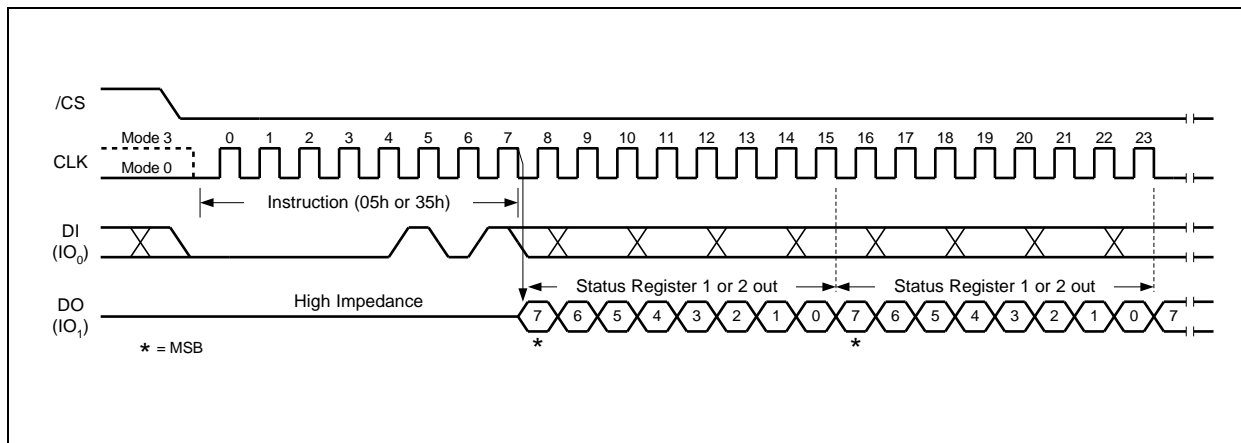 /CS
Mode 3
0 1 2 3 4 5 6 7 8 9 10 11 12 13 14 15 16 17 18 19 20 21 22 23
CLK
Mode 0
Instruction (05h or 35h)
DI
(IO0)
Status Register 1 or 2 out Status Register 1 or 2 out
High Impedance
DO
(IO1)
7 6 5 4 3 2 1 0 7 6 5 4 3 2 1 0 7
* *
* = MSB